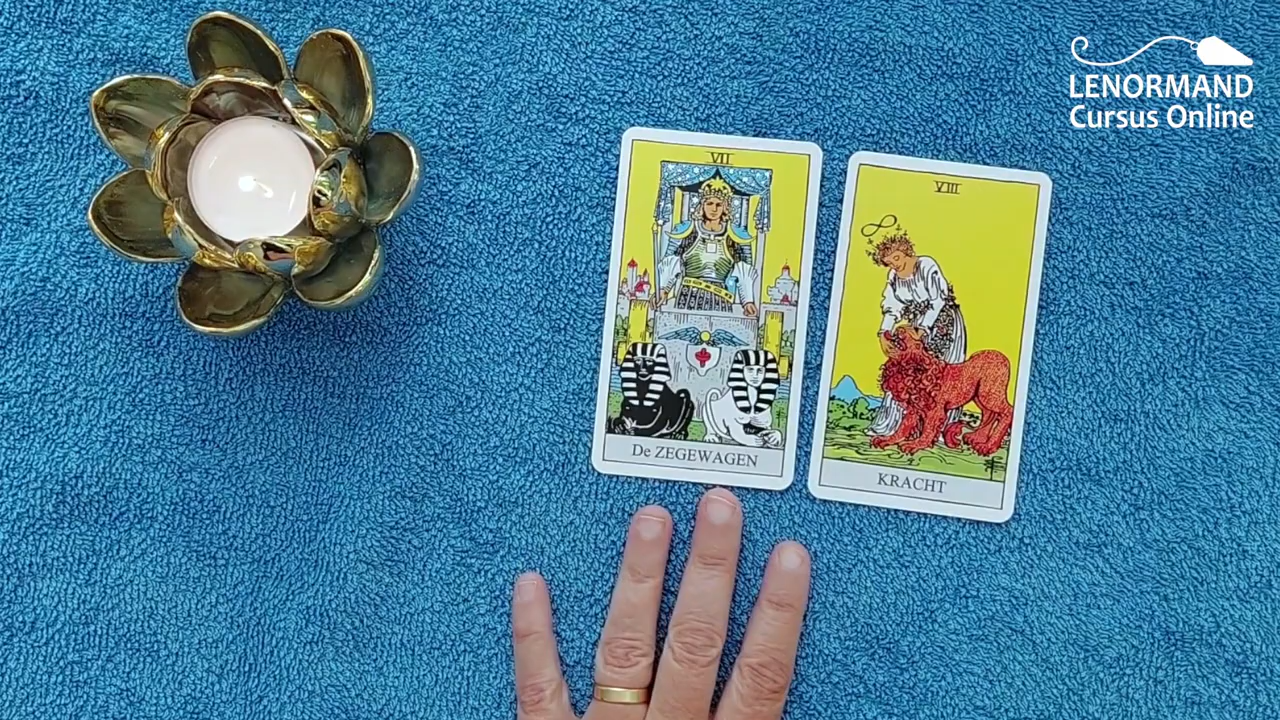 LENORMAND
Cursus Online
VII
De ZEGEWAGEN
VIII
KRACHT